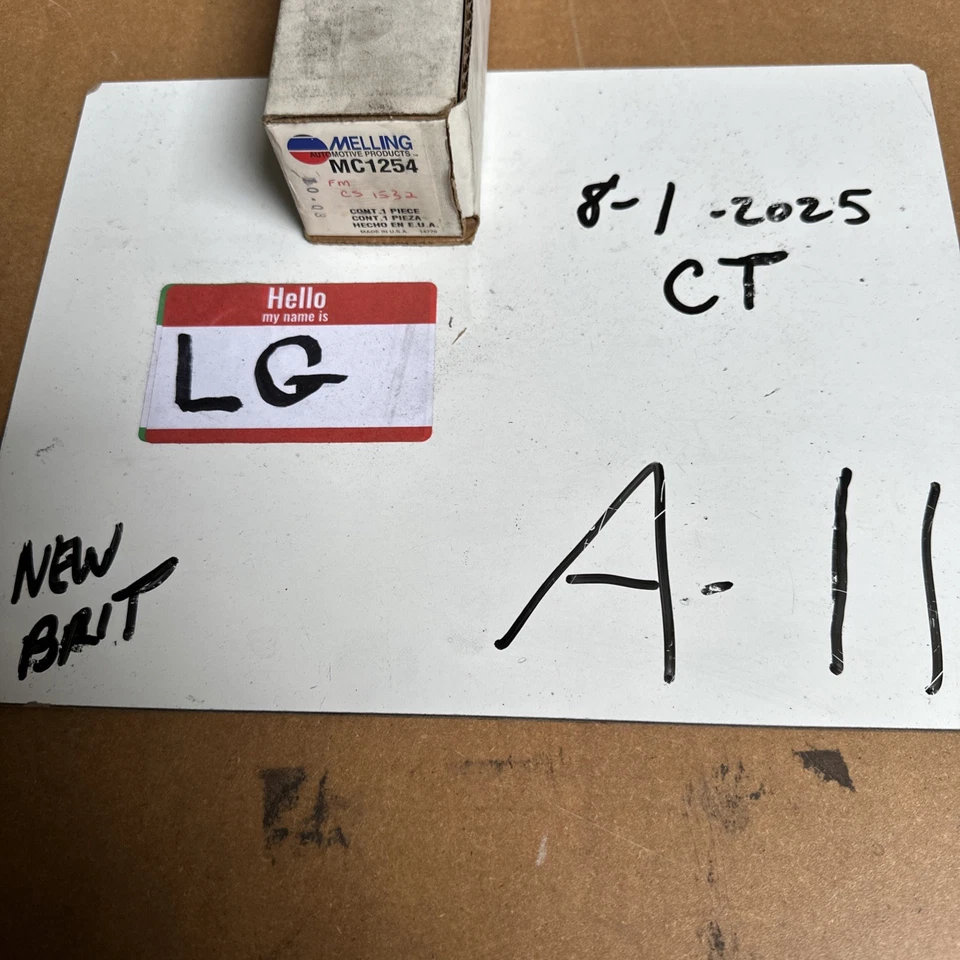 MELLING
AUTOMOTIVE PRODUCTS
MC1254
FM
CS 1532
CONT.1 PIECE
CONT.1 PIEZA
HECHO EN E.U.A.
MADE IN U.S.A.
8-1-2025
CT
Hello
my name is
LG
A-11
NEW
BRIT